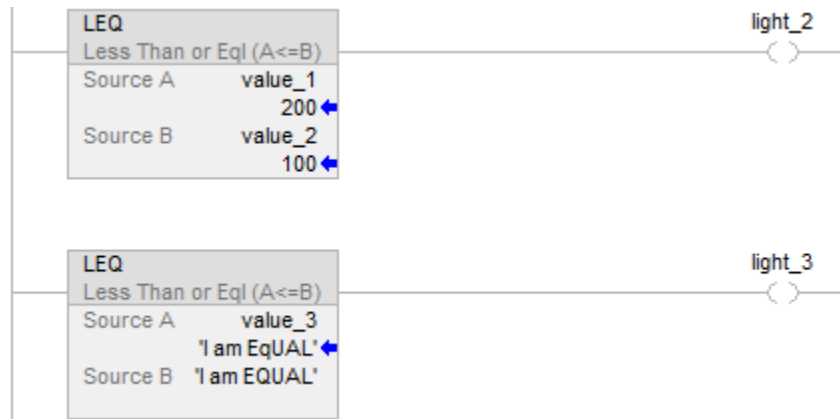 LEQ
light_2
Less Than or Eql (A<=B)
Source A value_1
200
Source B value_2
100
LEQ
light_3
Less Than or Eql (A<=B)
Source A value_3
'I am EqUAL'
Source B 'I am EQUAL'